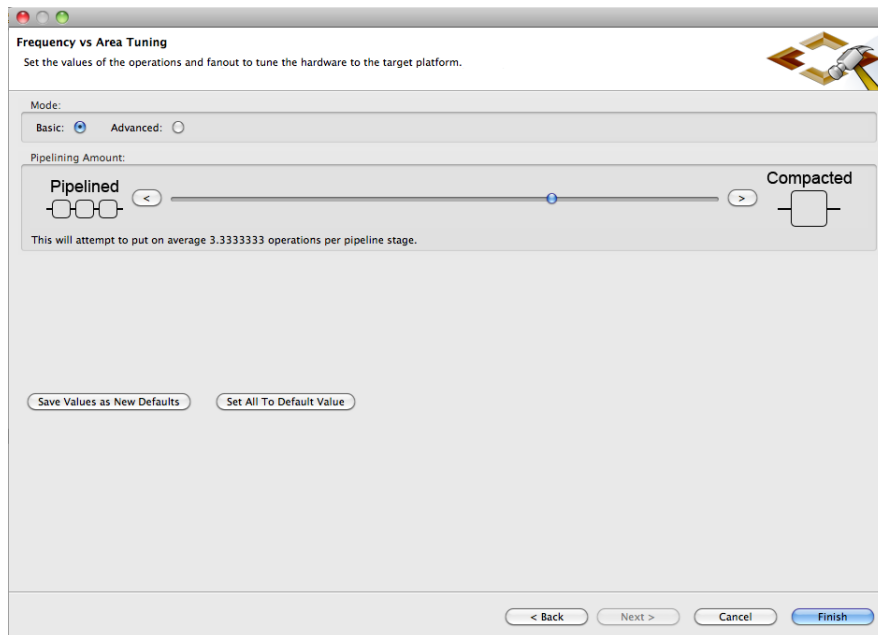 Frequency vs Area Tuning
Set the values of the operations and fanout to tune the hardware to the target platform.
Mode:
Basic: Advanced:
Pipelining Amount:
Pipelined < > Compacted
This will attempt to put on average 3.3333333 operations per pipeline stage.
Save Values as New Defaults Set All To Default Value
< Back Next > Cancel Finish